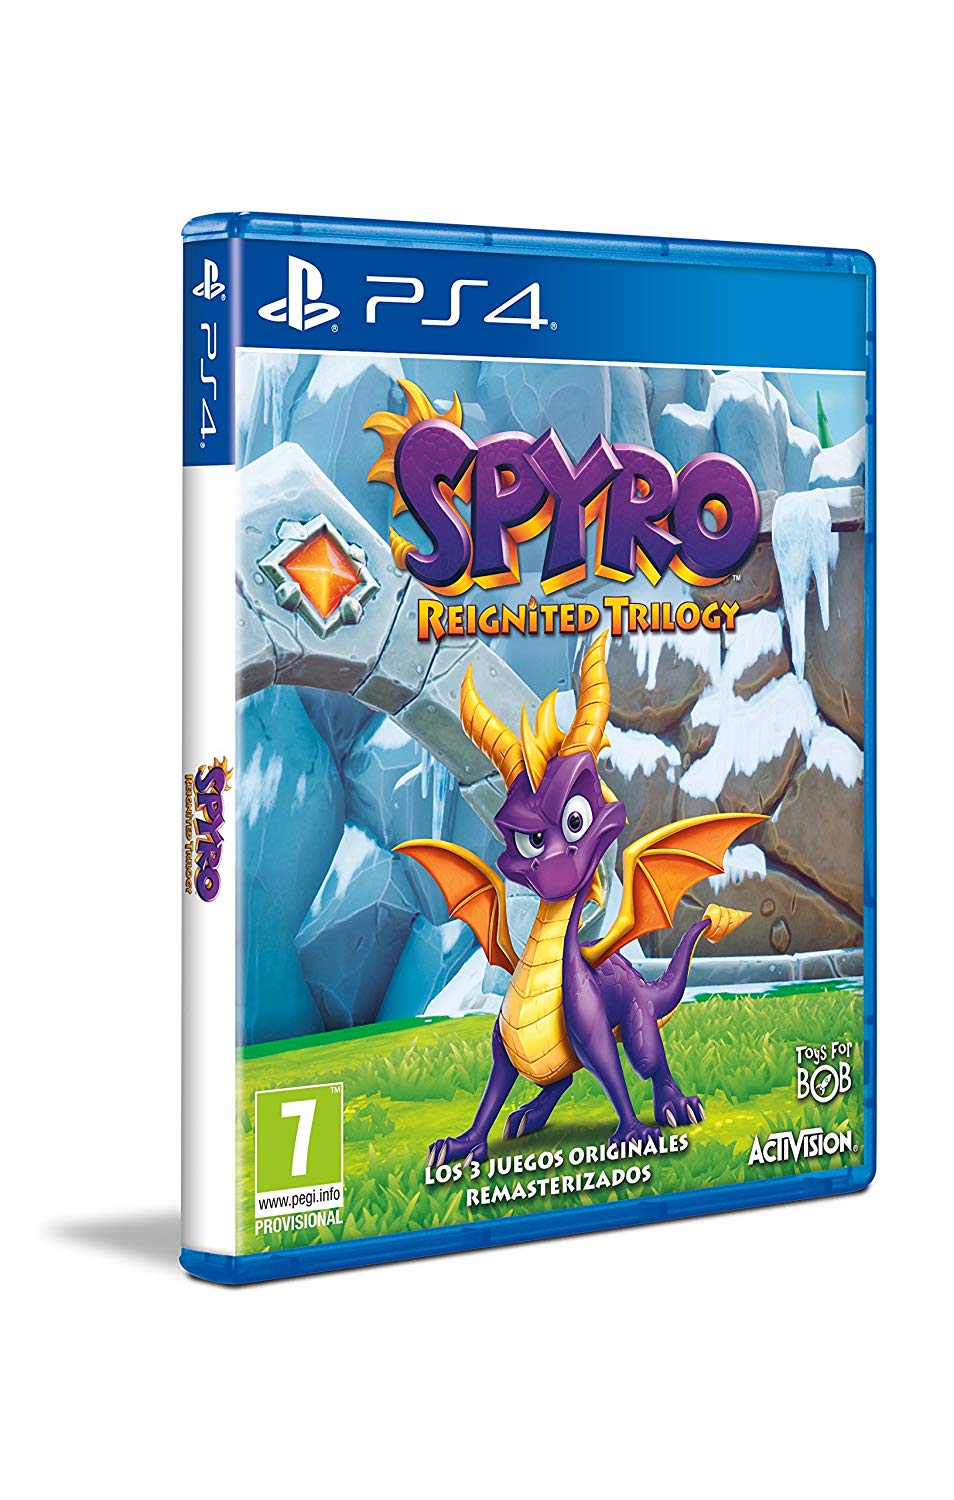 PS4
PS4
SPYRO
REIGNITED TRILOGY
SPYRO
REIGNITED TRILOGY
Toys For
BOB
ACTIVISION
LOS 3 JUEGOS ORIGINALES
REMASTERIZADOS
7
www.pegi.info
PROVISIONAL